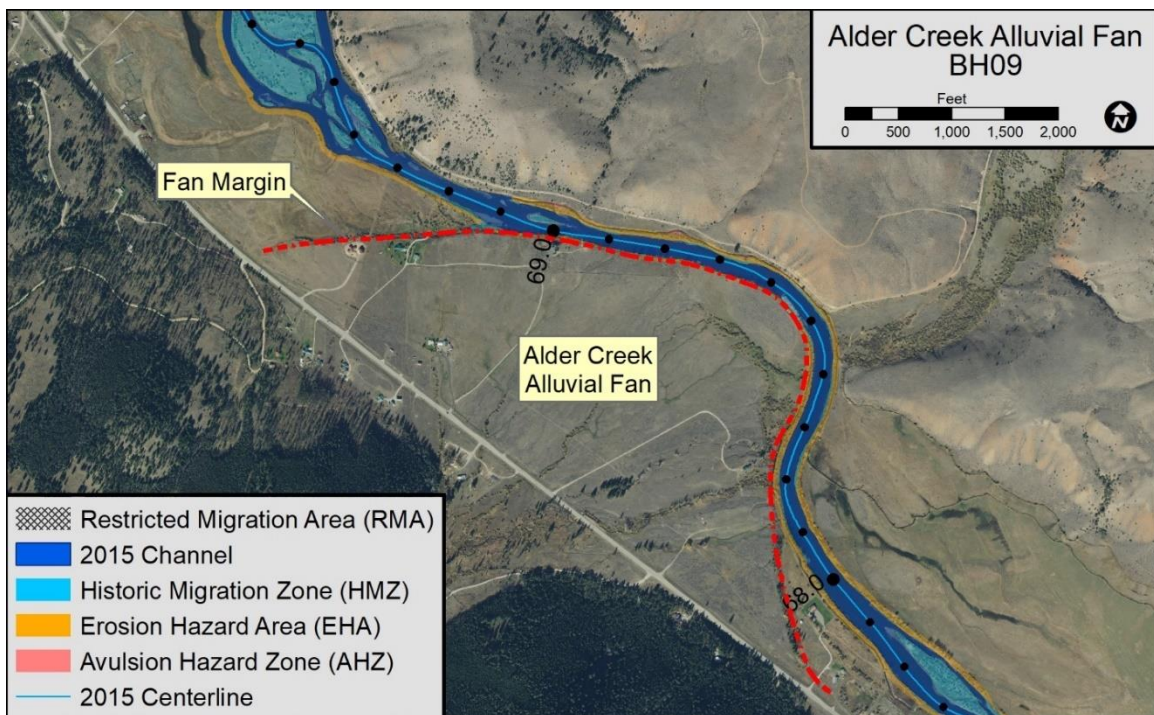 Alder Creek Alluvial Fan
BH09
Feet
0 500 1,000 1,500 2,000
N
Fan Margin
69.0
Alder Creek
Alluvial Fan
68.0
Restricted Migration Area (RMA)
2015 Channel
Historic Migration Zone (HMZ)
Erosion Hazard Area (EHA)
Avulsion Hazard Zone (AHZ)
2015 Centerline